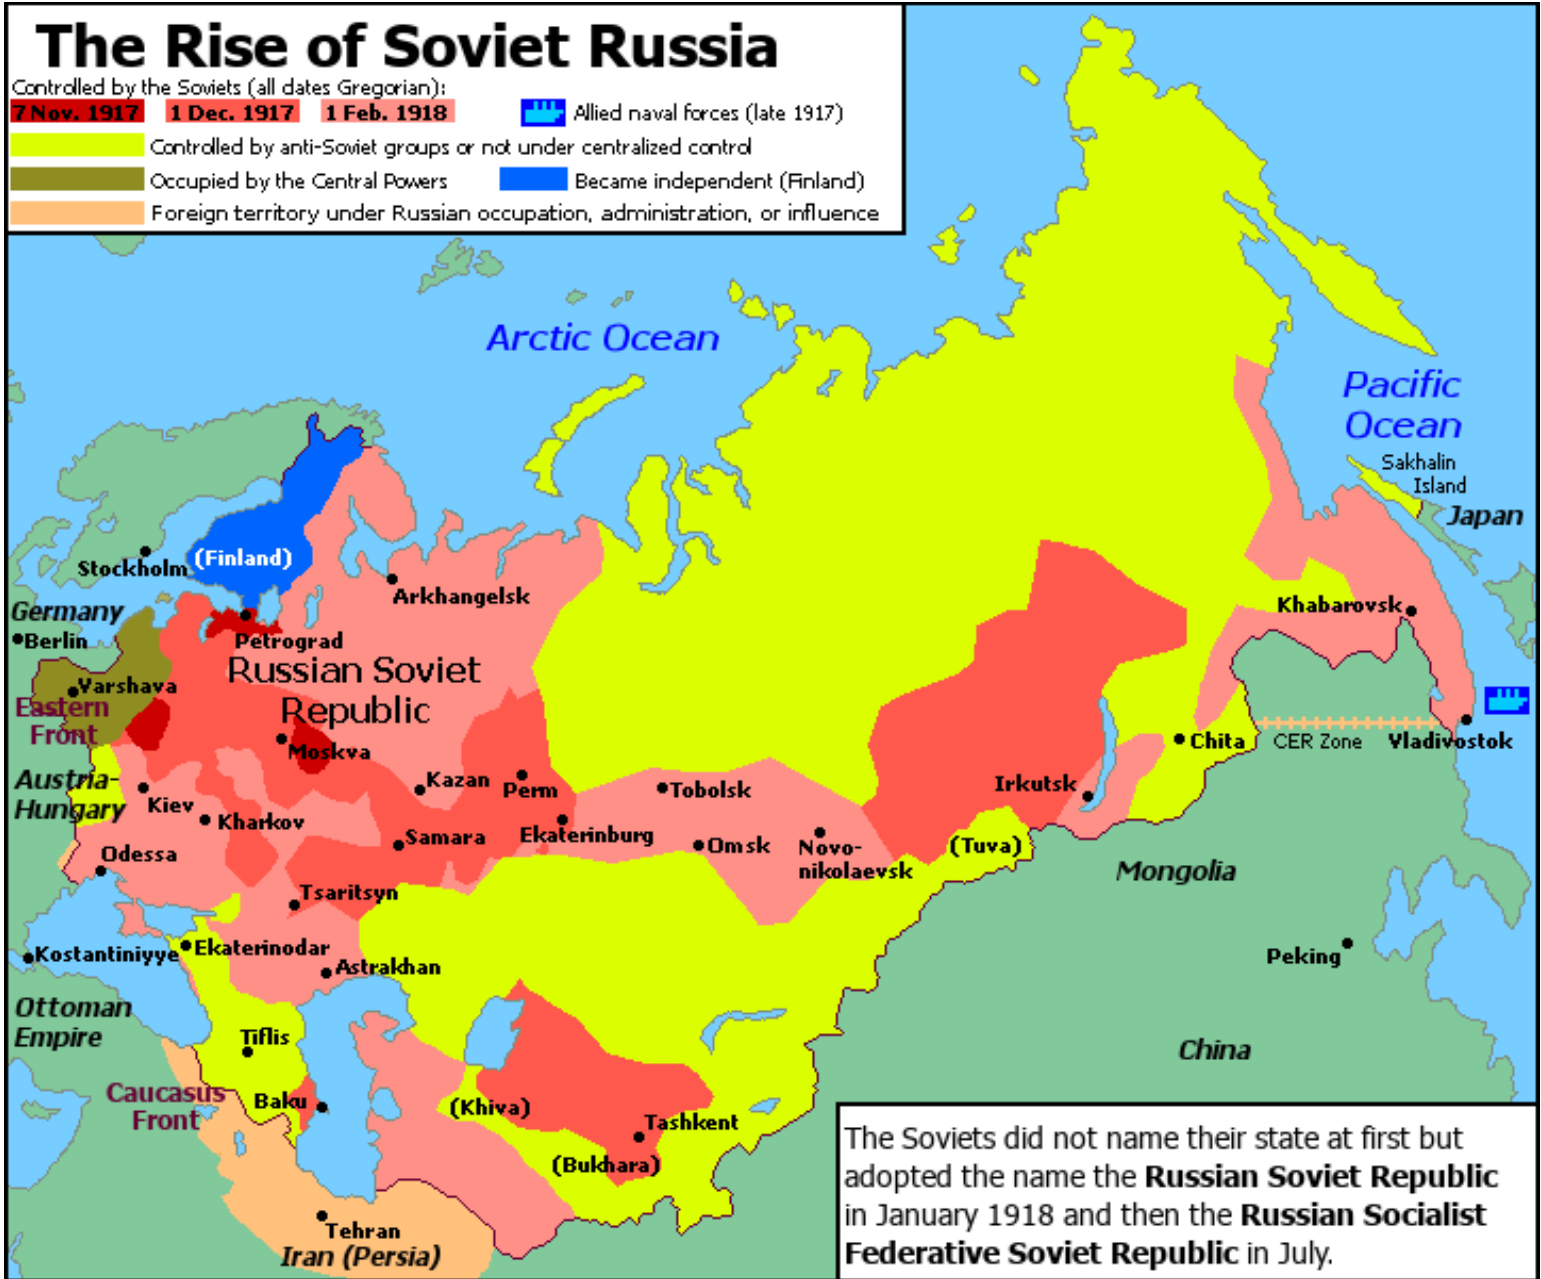 The Rise of Soviet Russia
Controlled by the Soviets (all dates Gregorian):
7 Nov. 1917 1 Dec. 1917 1 Feb. 1918 Allied naval forces (late 1917)
Controlled by anti-Soviet groups or not under centralized control
Occupied by the Central Powers Became independent (Finland)
Foreign territory under Russian occupation, administration, or influence
Arctic Ocean
Pacific
Ocean
Sakhalin
Island
Japan
Stockholm
(Finland)
Arkhangelsk
Germany
Berlin
Petrograd
Khabarovsk
Russian Soviet
Republic
Varshava
Eastern
Front
Moskva
Chita
CER Zone
Vladivostok
Austria-
Hungary
Kiev
Kharkov
Kazan
Perm
Tobolsk
Irkutsk
Samara
Ekaterinburg
Omsk
Novo-
nikolaevsk
(Tuva)
Odessa
Mongolia
Tsaritsyn
Kostantiniyye
Ekaterinodar
Astrakhan
Peking
Ottoman
Empire
Tiflis
China
Caucasus
Front
Baku
(Khiva)
Tashkent
(Bukhara)
Tehran
Iran (Persia)
The Soviets did not name their state at first but
adopted the name the Russian Soviet Republic
in January 1918 and then the Russian Socialist
Federative Soviet Republic in July.